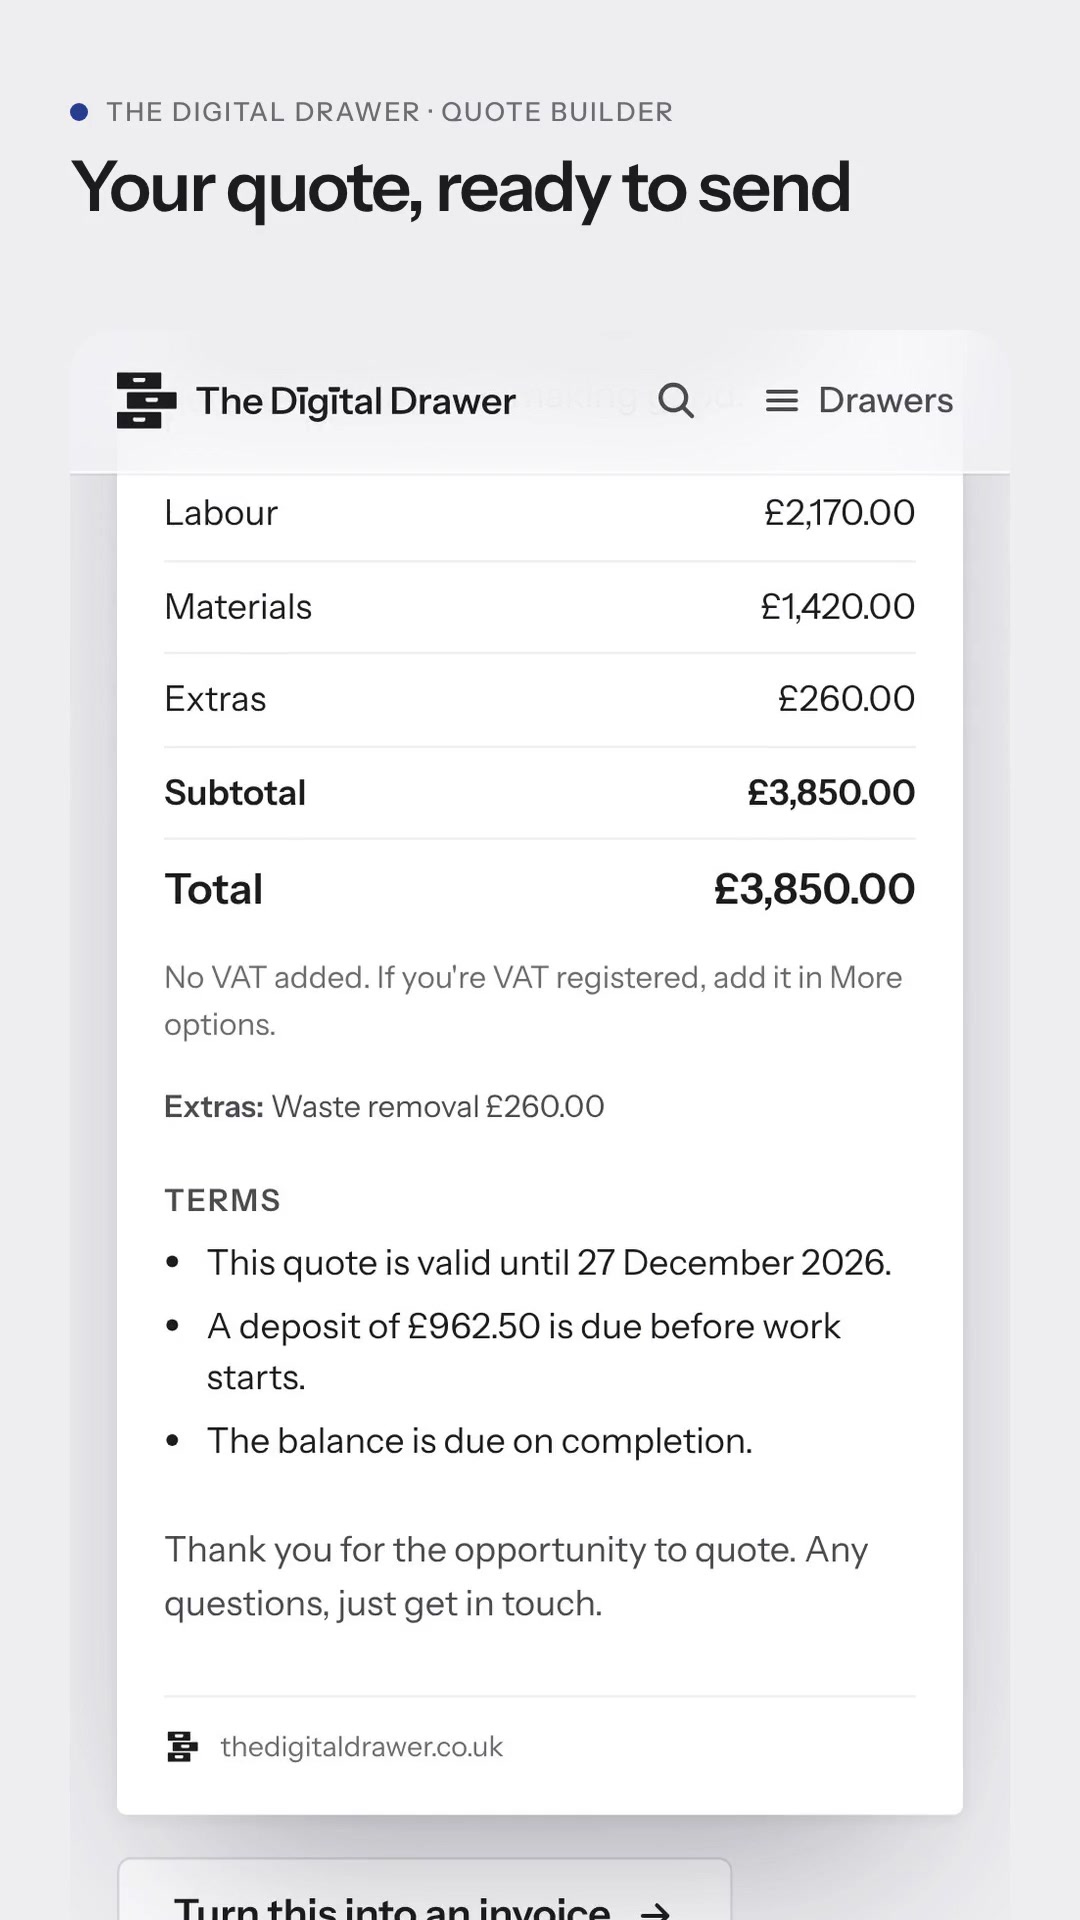 THE DIGITAL DRAWER · QUOTE BUILDER
Your quote, ready to send
The Digital Drawer
Drawers
Labour £2,170.00
Materials £1,420.00
Extras £260.00
Subtotal £3,850.00
Total £3,850.00
No VAT added. If you're VAT registered, add it in More
options.
Extras: Waste removal £260.00
TERMS
• This quote is valid until 27 December 2026.
• A deposit of £962.50 is due before work
starts.
• The balance is due on completion.
Thank you for the opportunity to quote. Any
questions, just get in touch.
thedigitaldrawer.co.uk
Turn this into an invoice →